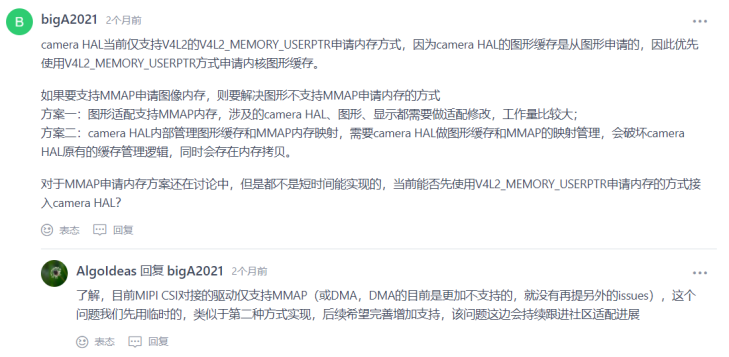 B bigA2021 2个月前
camera HAL当前仅支持V4L2的V4L2_MEMORY_USERPTR申请内存方式，因为camera HAL的图形缓存是从图形申请的，因此优先
使用V4L2_MEMORY_USERPTR方式申请内核图形缓存。
如果要支持MMAP申请图像内存，则要解决图形不支持MMAP申请内存的方式
方案一：图形适配支持MMAP内存，涉及的camera HAL、图形、显示都需要做适配修改，工作量比较大；
方案二：camera HAL内部管理图形缓存和MMAP内存映射，需要camera HAL做图形缓存和MMAP的映射管理，会破坏camera
HAL原有的缓存管理逻辑，同时会存在内存拷贝。
对于MMAP申请内存方案还在讨论中，但是都不是短时间能实现的，当前能否先使用V4L2_MEMORY_USERPTR申请内存的方式接
入camera HAL?
表态 回复
AlgoIdeas 回复 bigA2021 2个月前
了解，目前MIPI CSI对接的驱动仅支持MMAP（或DMA，DMA的目前是更加不支持的，就没有再提另外的issues），这个
问题我们先用临时的，类似于第二种方式实现，后续希望完善增加支持，该问题这边会持续跟进社区适配进展
表态 回复